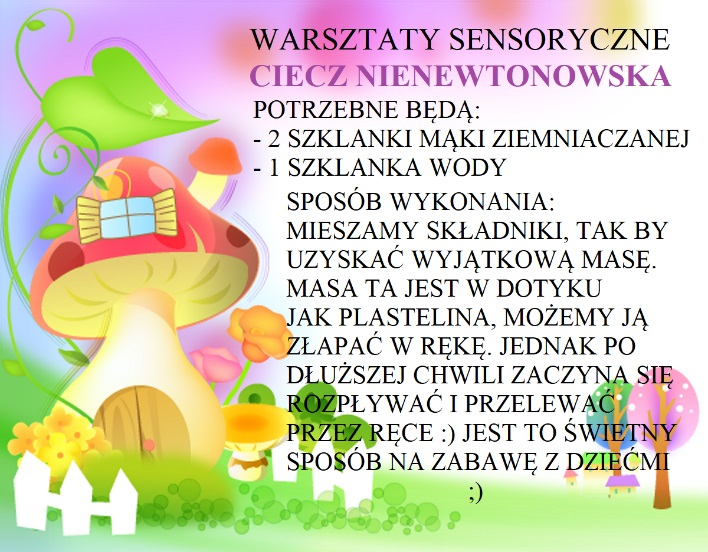 WARSZTATY SENSORYCZNE
CIECZ NIENEWTONOWSKA
POTRZEBNE BĘDĄ:
- 2 SZKLANKI MĄKI ZIEMNIACZANEJ
- 1 SZKLANKA WODY
SPOSÓB WYKONANIA:
MIESZAMY SKŁADNIKI, TAK BY
UZYSKAĆ WYJĄTKOWĄ MASĘ.
MASA TA JEST W DOTYKU
JAK PLASTELINA, MOŻEMY JĄ
ZŁAPAĆ W RĘKĘ. JEDNAK PO
DŁUŻSZEJ CHWILI ZACZYNA SIĘ
ROZPŁYWAĆ I PRZELEWAĆ
PRZEZ RĘCE :) JEST TO ŚWIETNY
SPOSÓB NA ZABAWĘ Z DZIEĆMI
;)